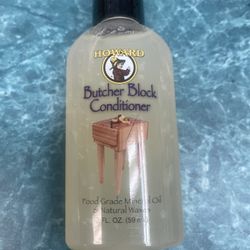 HOWARD
Butcher Block
Conditioner
Food Grade Mineral Oil
& Natural Waxes
FL. OZ. (59 ml)